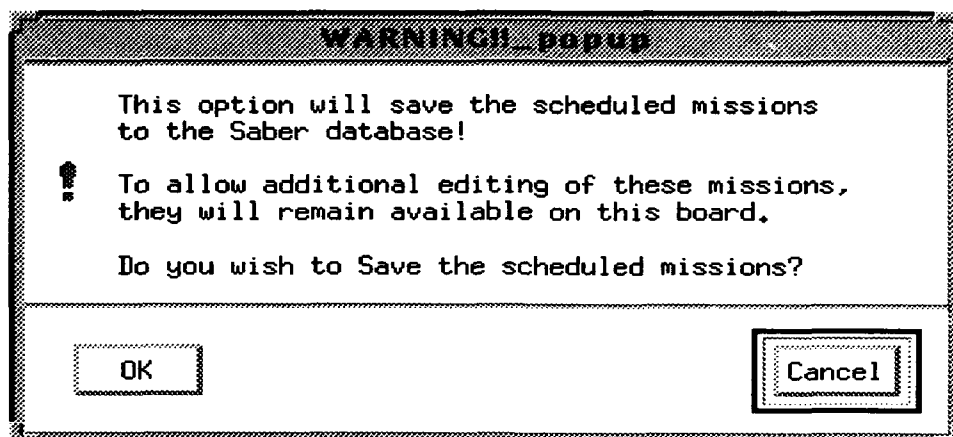 WARNING!!_popup
This option will save the scheduled missions
to the Saber database!
To allow additional editing of these missions,
they will remain available on this board.
Do you wish to Save the scheduled missions?
OK
Cancel